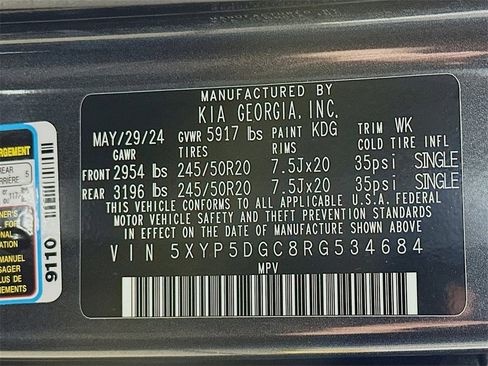 MANUFACTURED BY
KIA GEORGIA, INC.
MAY/29/24 GVWR 5917 lbs PAINT KDG TRIM WK
GAWR TIRES RIMS COLD TIRE INFL
FRONT 2954 lbs 245/50R20 7.5Jx20 35psi SINGLE
REAR 3196 lbs 245/50R20 7.5Jx20 35psi SINGLE
THIS VEHICLE CONFORMS TO ALL APPLICABLE U.S.A. FEDERAL
MOTOR VEHICLE SAFETY AND THEFT PREVENTION STANDARDS
IN EFFECT ON THE DATE OF MANUFACTURE SHOWN ABOVE.
VIN 5XYP5DGC8RG534684
MPV
REAR
5
9110